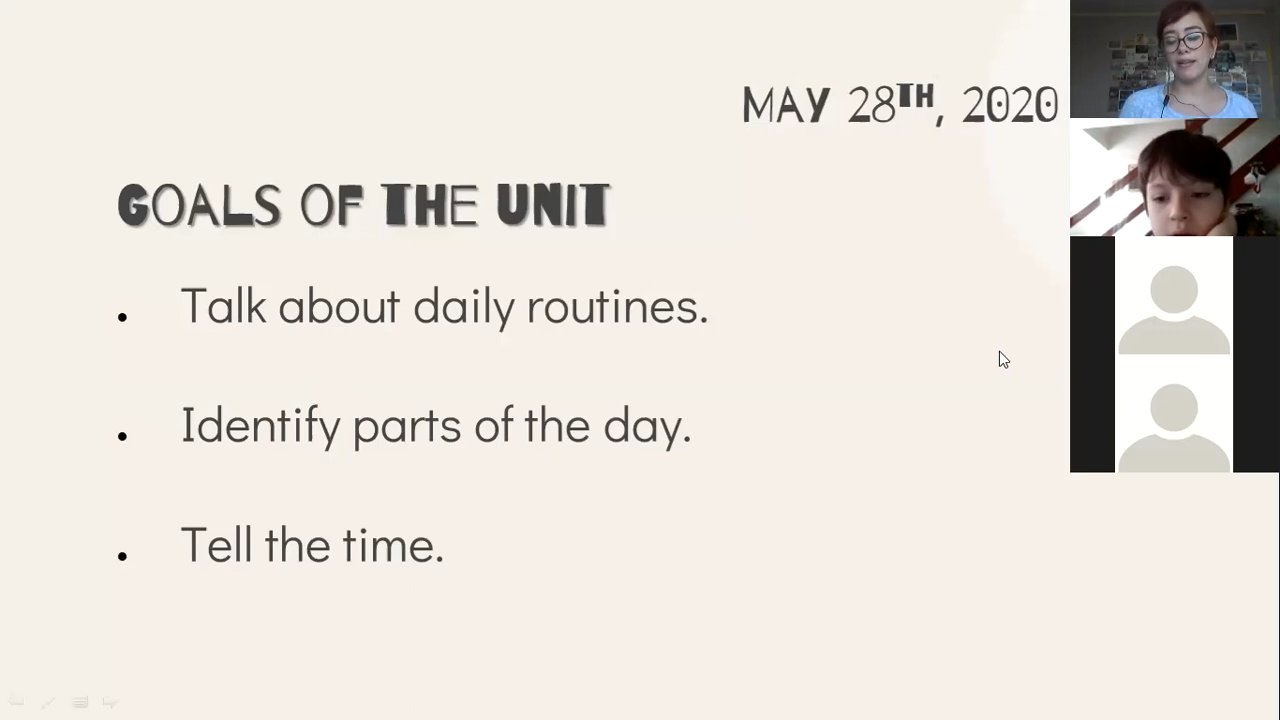 MAY 28TH, 2020
GOALS OF THE UNIT
• Talk about daily routines.
• Identify parts of the day.
• Tell the time.